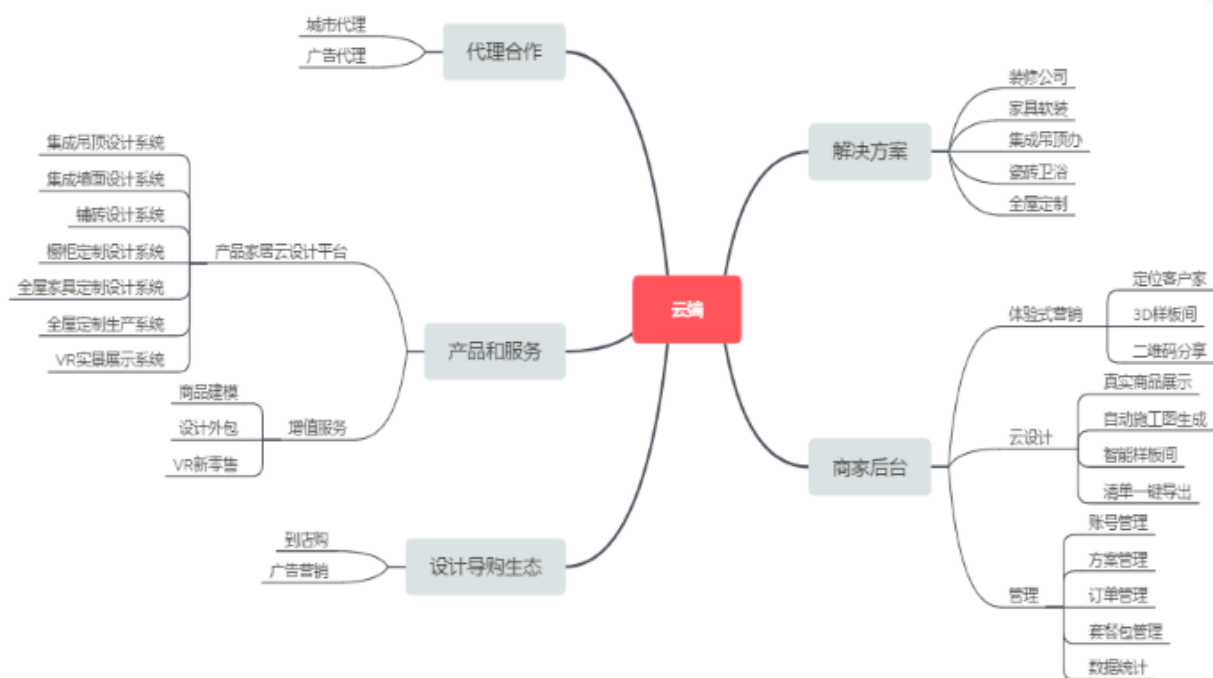 云端
代理合作
城市代理
广告代理
产品和服务
产品家居云设计平台
集成吊顶设计系统
集成墙面设计系统
铺砖设计系统
橱柜定制设计系统
全屋家具定制设计系统
全屋定制生产系统
VR实景展示系统
增值服务
商品建模
设计外包
VR新零售
设计导购生态
到店购
广告营销
解决方案
装修公司
家具软装
集成吊顶办
瓷砖卫浴
全屋定制
商家后台
体验式营销
定位客户家
3D样板间
二维码分享
云设计
真实商品展示
自动施工图生成
智能样板间
清单一键导出
管理
账号管理
方案管理
订单管理
套餐包管理
数据统计